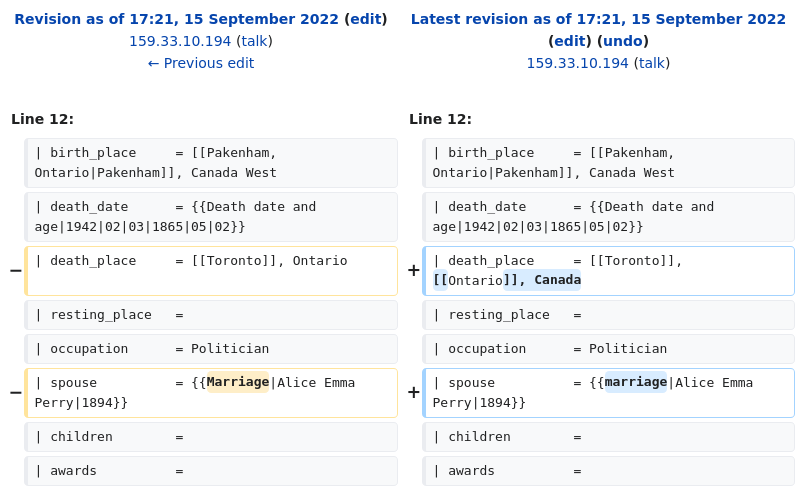 Revision as of 17:21, 15 September 2022 (edit)
159.33.10.194 (talk)
← Previous edit
Latest revision as of 17:21, 15 September 2022
(edit) (undo)
159.33.10.194 (talk)
Line 12:
Line 12:
| birth_place     = [[Pakenham,
Ontario|Pakenham]], Canada West
| birth_place     = [[Pakenham,
Ontario|Pakenham]], Canada West
| death_date      = {{Death date and
age|1942|02|03|1865|05|02}}
| death_date      = {{Death date and
age|1942|02|03|1865|05|02}}
− | death_place     = [[Toronto]], Ontario
+ | death_place     = [[Toronto]],
[[Ontario]], Canada
| resting_place   =
| resting_place   =
| occupation      = Politician
| occupation      = Politician
− | spouse          = {{Marriage|Alice Emma
Perry|1894}}
+ | spouse          = {{marriage|Alice Emma
Perry|1894}}
| children        =
| children        =
| awards          =
| awards          =